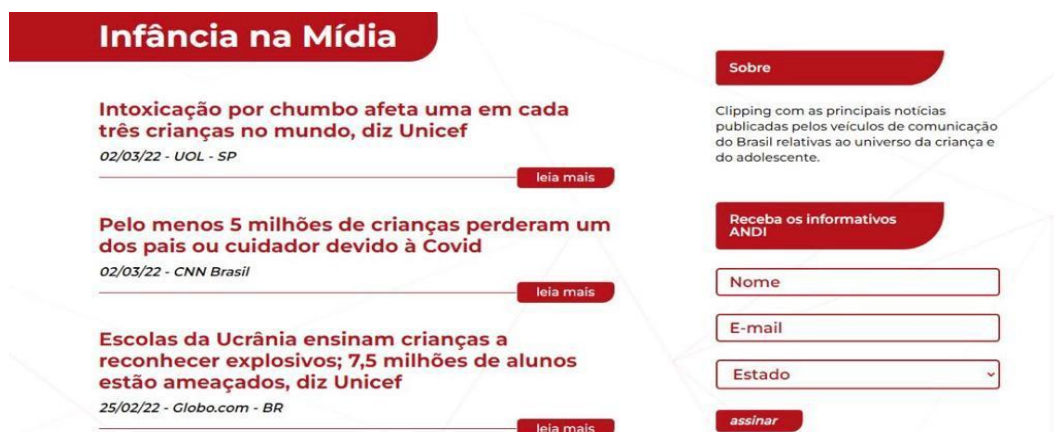 Infância na Mídia
Intoxicação por chumbo afeta uma em cada
três crianças no mundo, diz Unicef
02/03/22 - UOL - SP
leia mais
Pelo menos 5 milhões de crianças perderam um
dos pais ou cuidador devido à Covid
02/03/22 - CNN Brasil
leia mais
Escolas da Ucrânia ensinam crianças a
reconhecer explosivos; 7,5 milhões de alunos
estão ameaçados, diz Unicef
25/02/22 - Globo.com - BR
leia mais
Sobre
Clipping com as principais notícias
publicadas pelos veículos de comunicação
do Brasil relativas ao universo da criança e
do adolescente.
Receba os informativos
ANDI
Nome
E-mail
Estado
assinar